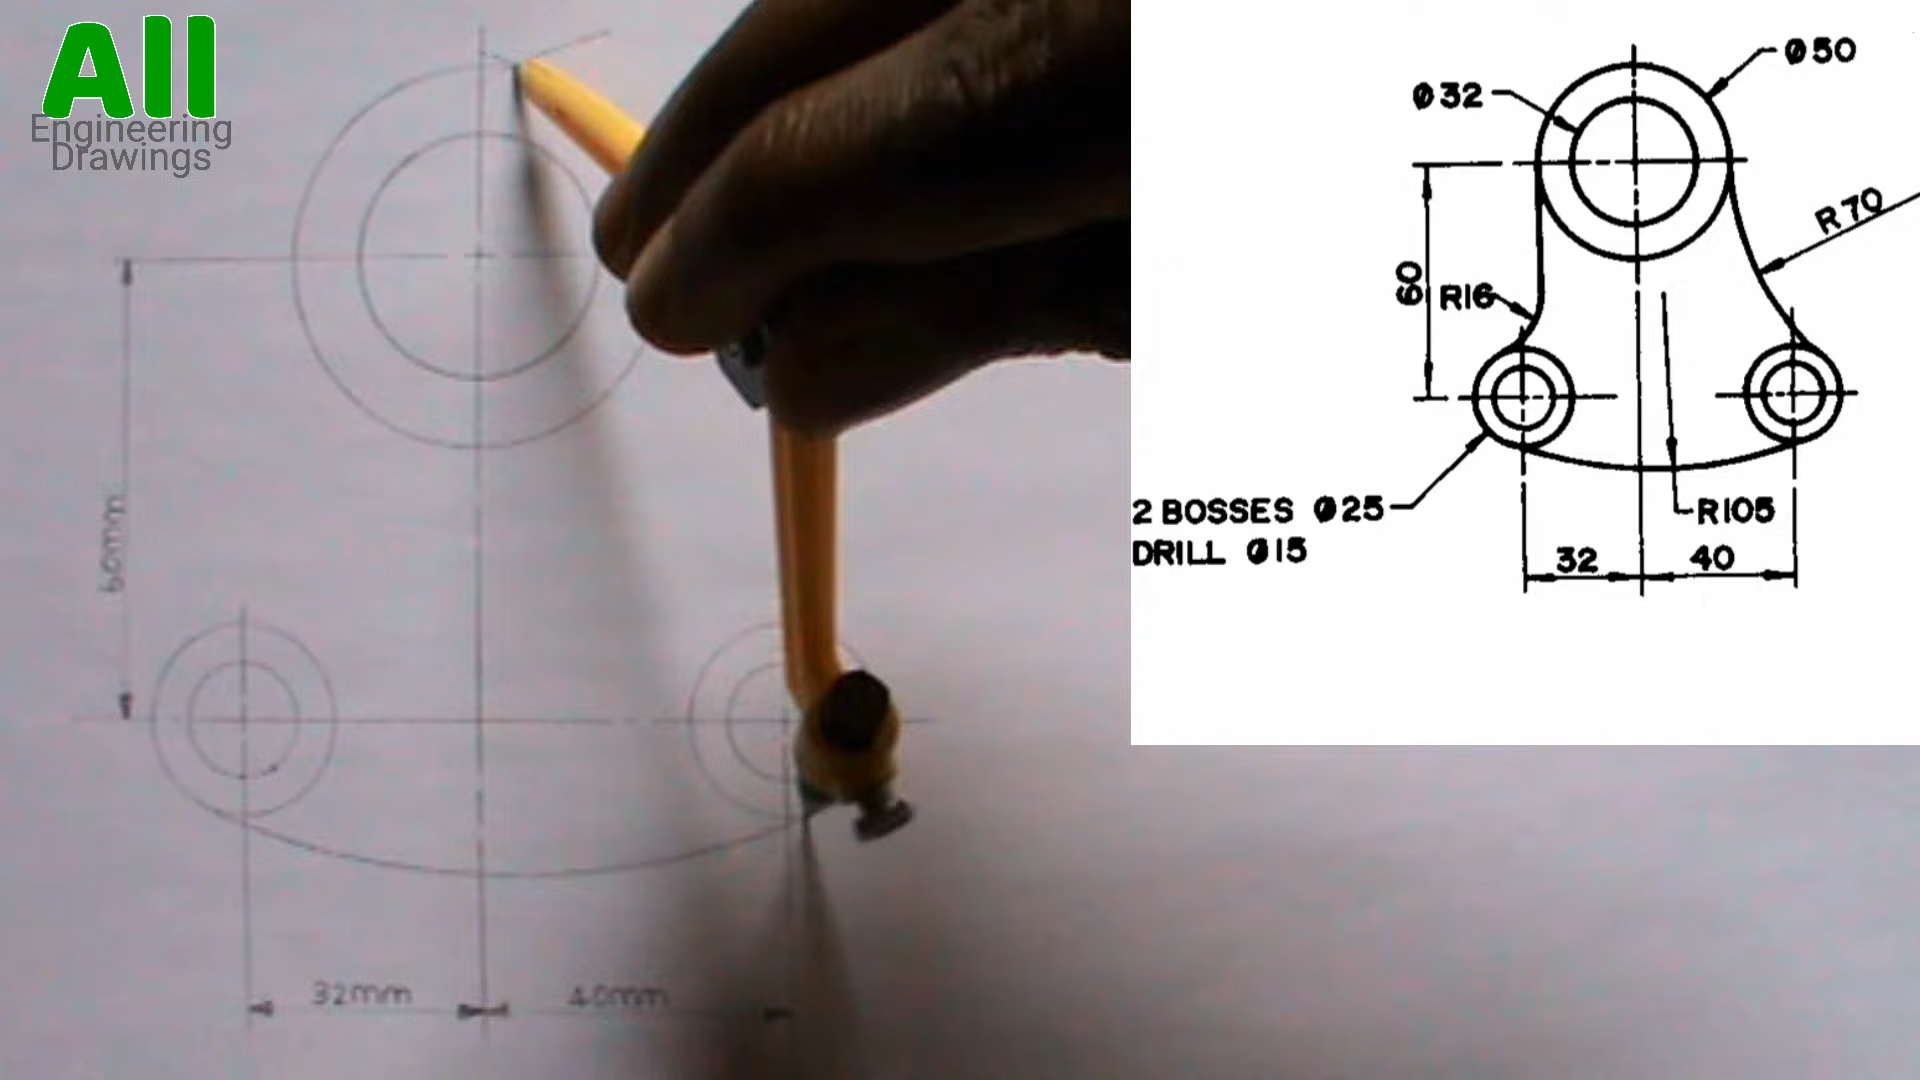 All
Engineering
Drawings
60mm
32mm
40mm
Ø50
Ø32
R70
60
R16
2 BOSSES Ø25
DRILL Ø15
R105
32
40